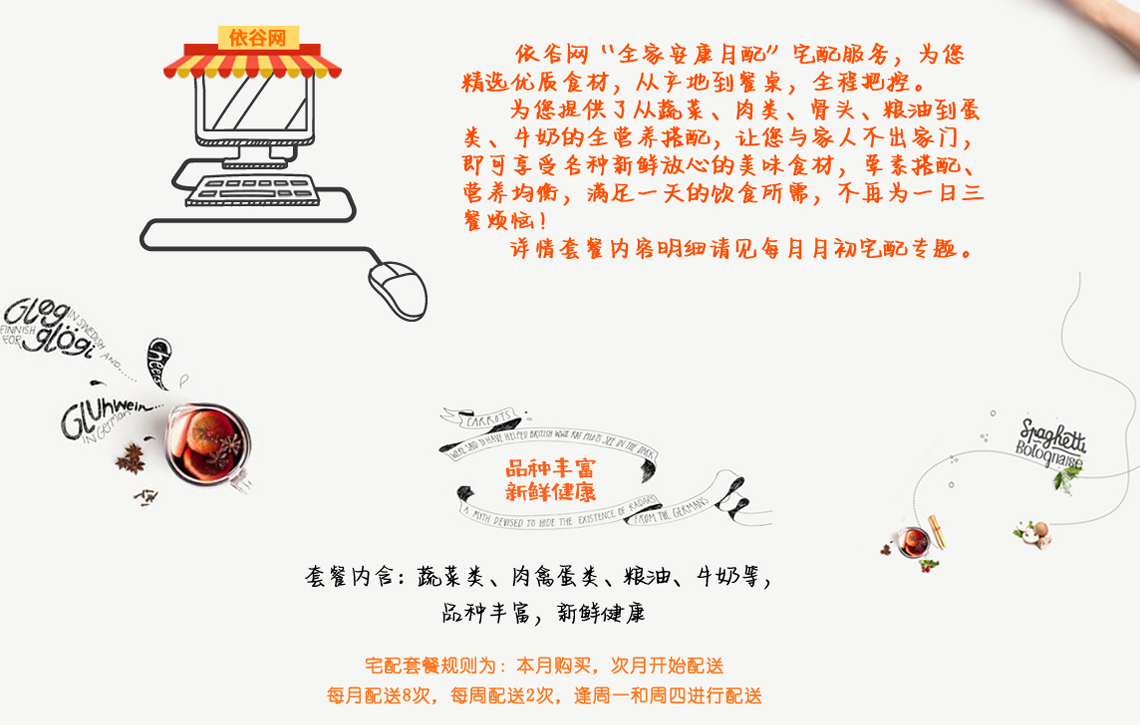 依谷网
依谷网“全家安康月配”宅配服务，为您
精选优质食材，从产地到餐桌，全程把控。
为您提供了从蔬菜、肉类、骨头、粮油到蛋
类、牛奶的全营养搭配，让您与家人不出家门，
即可享受各种新鲜放心的美味食材，荤素搭配、
营养均衡，满足一天的饮食所需，不再为一日三
餐烦恼！
详情套餐内容明细请见每月月初宅配专题。
Gløg
IN SWEDISH AND...
FINNISH
FOR glögi
cheers
GLUhWein...
IN GERMAN
CARROTS
WERE SAID TO HAVE HELPED BRITISH WW2 RAF PILOTS SEE IN THE DARK
品种丰富
新鲜健康
A MYTH DEVISED TO HIDE THE EXISTENCE OF RADARS
FROM THE GERMANS
Spaghetti
Bolognaise
套餐内含：蔬菜类、肉禽蛋类、粮油、牛奶等，
品种丰富，新鲜健康
宅配套餐规则为：本月购买，次月开始配送
每月配送8次，每周配送2次，逢周一和周四进行配送